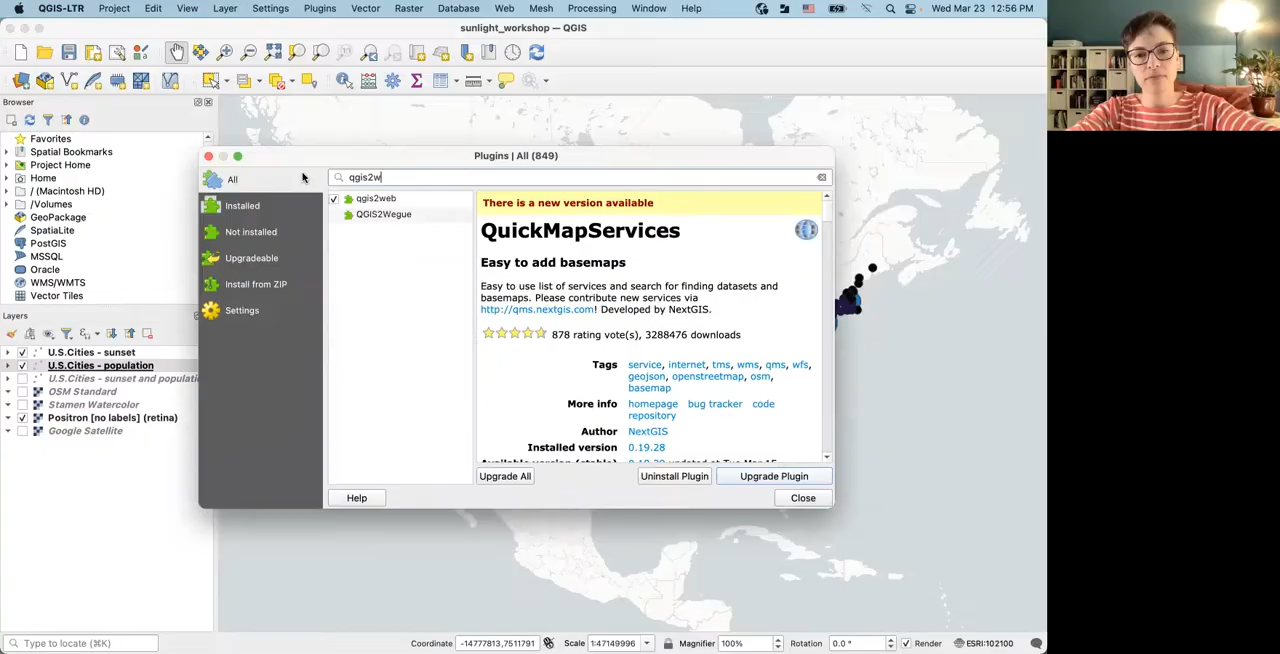 QGIS-LTR Project Edit View Layer Settings Plugins Vector Raster Database Web Mesh Processing Window Help Wed Mar 23 12:56 PM
sunlight_workshop — QGIS
Browser
Favorites
Spatial Bookmarks
Project Home
Home
/ (Macintosh HD)
/Volumes
GeoPackage
SpatiaLite
PostGIS
MSSQL
Oracle
WMS/WMTS
Vector Tiles
Layers
U.S.Cities - sunset
U.S.Cities - population
U.S.Cities - sunset and populati
OSM Standard
Stamen Watercolor
Positron [no labels] (retina)
Google Satellite
Plugins | All (849)
All
Installed
Not installed
Upgradeable
Install from ZIP
Settings
qgis2w
qgis2web
QGIS2Wegue
There is a new version available
QuickMapServices
Easy to add basemaps
Easy to use list of services and search for finding datasets and
basemaps. Please contribute new services via
http://qms.nextgis.com! Developed by NextGIS.
878 rating vote(s), 3288476 downloads
Tags service, internet, tms, wms, qms, wfs,
geojson, openstreetmap, osm,
basemap
More info homepage bug tracker code
repository
Author NextGIS
Installed version 0.19.28
Upgrade All Uninstall Plugin Upgrade Plugin
Help Close
Type to locate (⌘K) Coordinate -14777813,7511791 Scale 1:47149996 Magnifier 100% Rotation 0.0 ° Render ESRI:102100